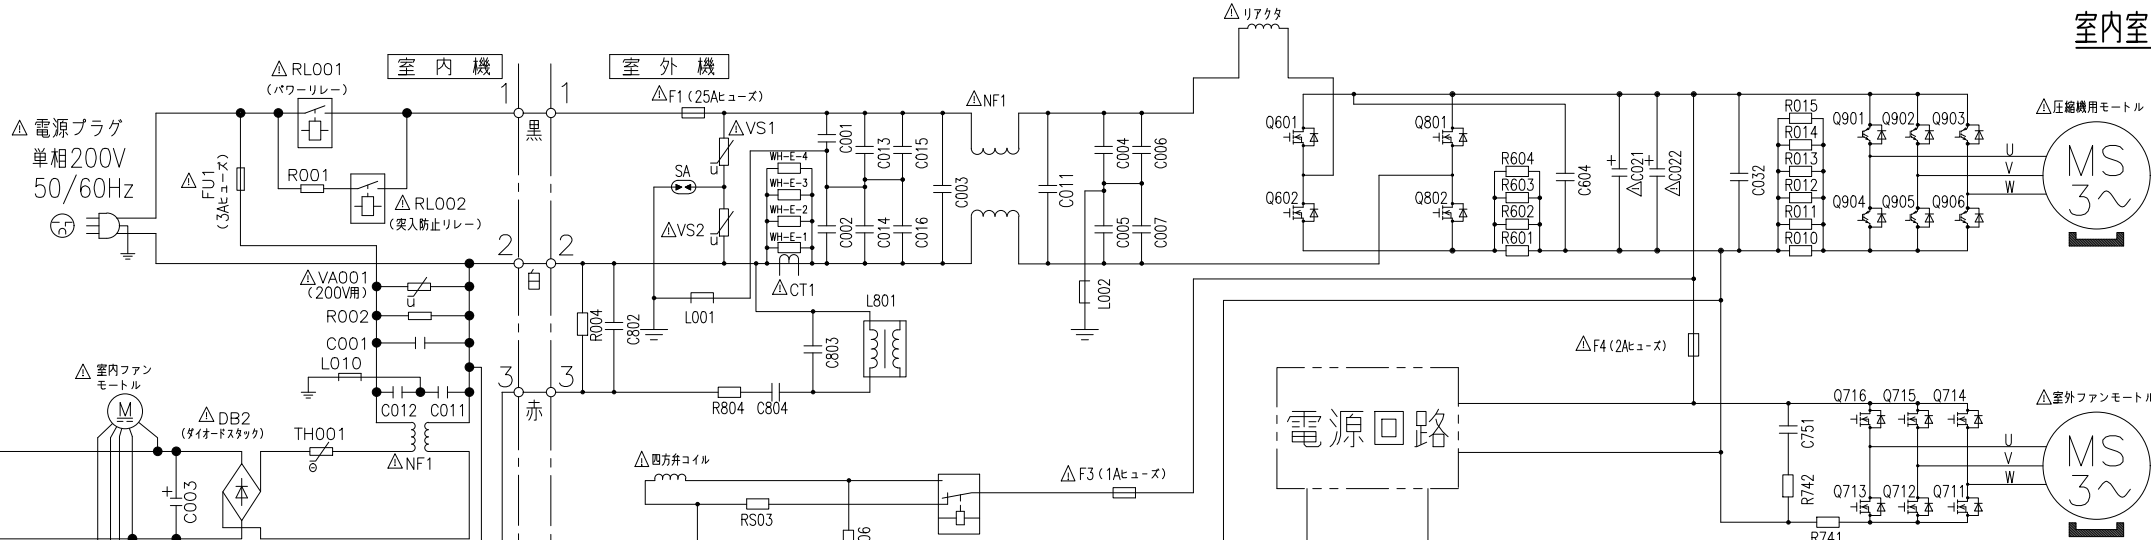 室内室
⚠ リアクタ
⚠ RL001
(パワーリレー)
室内機
室外機
1
1
⚠ F1 (25Aヒューズ)
⚠ NF1
⚠ 電源プラグ
単相200V
50/60Hz
⚠ FU1
(3Aヒューズ)
R001
⚠ RL002
(突入防止リレー)
黒
⚠ VS1
u
SA
⚠ VS2
u
WH-E-4
WH-E-3
WH-E-2
WH-E-1
⚠ CT1
C001
C002
C013
C014
C015
C016
C003
C011
C004
C005
C006
C007
L001
L002
Q601
Q602
Q801
Q802
R604
R603
R602
R601
C604
+
⚠ C021
+
⚠ C022
C032
R015
R014
R013
R012
R011
R010
Q901
Q902
Q903
Q904
Q905
Q906
U
V
W
⚠ 圧縮機用モートル
MS
3~
2
2
白
⚠ VA001
(200V用)
u
R002
C001
L010
C012
C011
R004
C802
L801
C803
3
3
赤
R804
C804
⚠ 室内ファン
モートル
M
⚠ DB2
(ダイオードスタック)
TH001
⚠ NF1
+
C003
⚠ 四方弁コイル
RS03
06
⚠ F3 (1Aヒューズ)
⚠ F4 (2Aヒューズ)
電源回路
C751
R742
R741
Q716
Q715
Q714
Q713
Q712
Q711
U
V
W
⚠ 室外ファンモートル
MS
3~